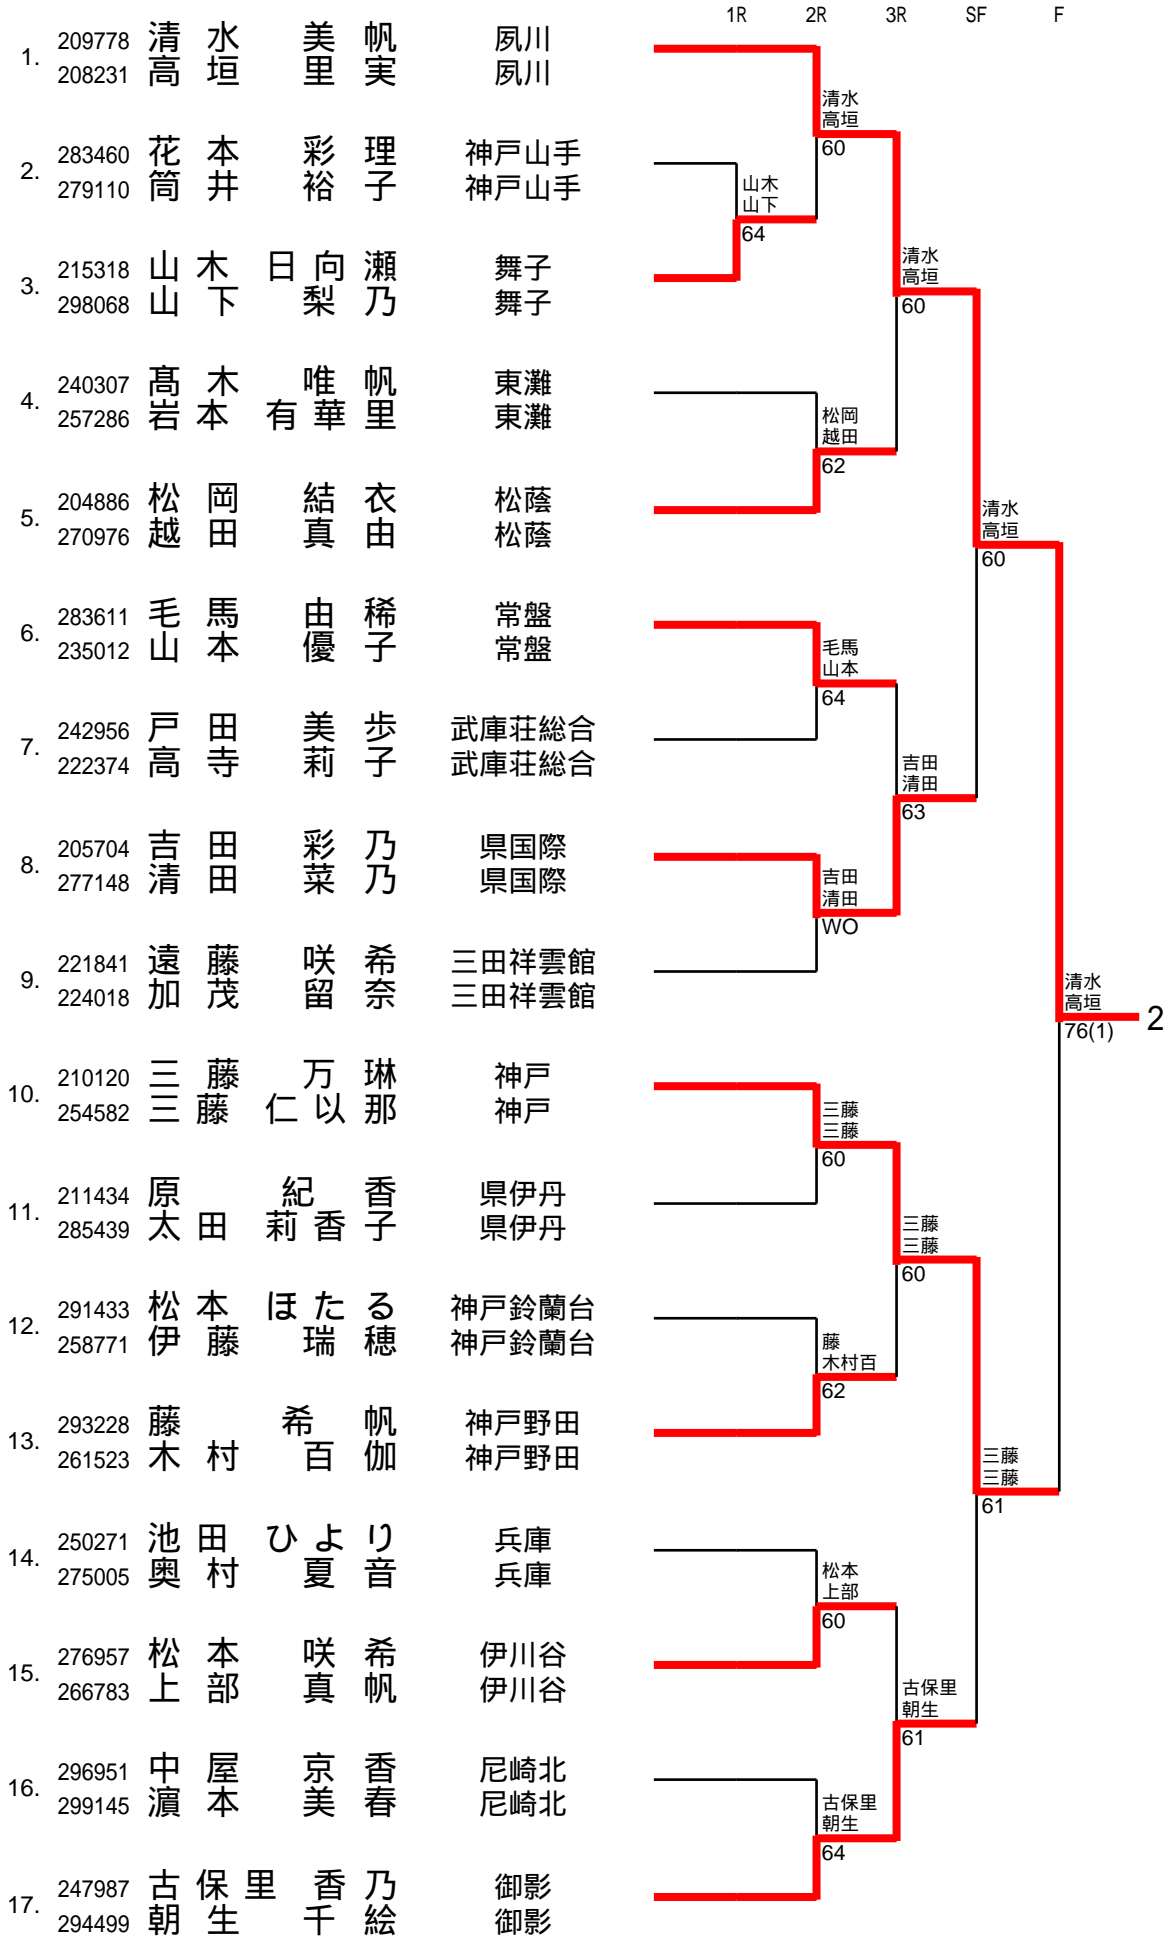 1R 2R 3R SF F
1. 209778 清水 美帆 夙川
208231 高垣 里実 夙川
清水
高垣
60
2. 283460 花本 彩理 神戸山手
279110 筒井 裕子 神戸山手
山木
山下
64
3. 215318 山木 日向瀬 舞子
298068 山下 梨乃 舞子
清水
高垣
60
4. 240307 髙木 唯帆 東灘
257286 岩本 有華里 東灘
松岡
越田
62
5. 204886 松岡 結衣 松蔭
270976 越田 真由 松蔭
清水
高垣
60
6. 283611 毛馬 由稀 常盤
235012 山本 優子 常盤
毛馬
山本
64
7. 242956 戸田 美歩 武庫荘総合
222374 高寺 莉子 武庫荘総合
吉田
清田
63
8. 205704 吉田 彩乃 県国際
277148 清田 菜乃 県国際
吉田
清田
WO
9. 221841 遠藤 咲希 三田祥雲館
224018 加茂 留奈 三田祥雲館
清水
高垣
76(1)
2
10. 210120 三藤 万琳 神戸
254582 三藤 仁以那 神戸
三藤
三藤
60
11. 211434 原 紀香 県伊丹
285439 太田 莉香子 県伊丹
三藤
三藤
60
12. 291433 松本 ほたる 神戸鈴蘭台
258771 伊藤 瑞穂 神戸鈴蘭台
藤
木村百
62
13. 293228 藤 希帆 神戸野田
261523 木村 百伽 神戸野田
三藤
三藤
61
14. 250271 池田 ひより 兵庫
275005 奥村 夏音 兵庫
松本
上部
60
15. 276957 松本 咲希 伊川谷
266783 上部 真帆 伊川谷
古保里
朝生
61
16. 296951 中屋 京香 尼崎北
299145 濵本 美春 尼崎北
古保里
朝生
64
17. 247987 古保里 香乃 御影
294499 朝生 千絵 御影